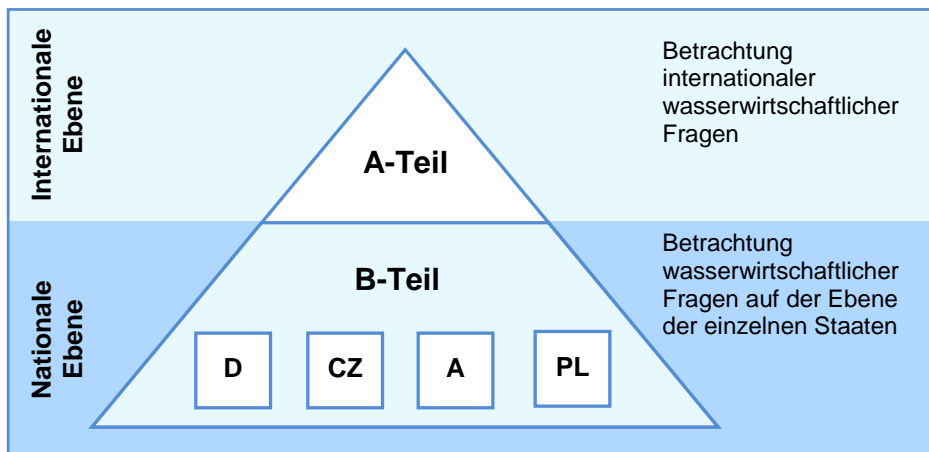 Internationale
Ebene
A-Teil
Betrachtung
internationaler
wasserwirtschaftlicher
Fragen
Nationale
Ebene
B-Teil
D
CZ
A
PL
Betrachtung
wasserwirtschaftlicher
Fragen auf der Ebene
der einzelnen Staaten